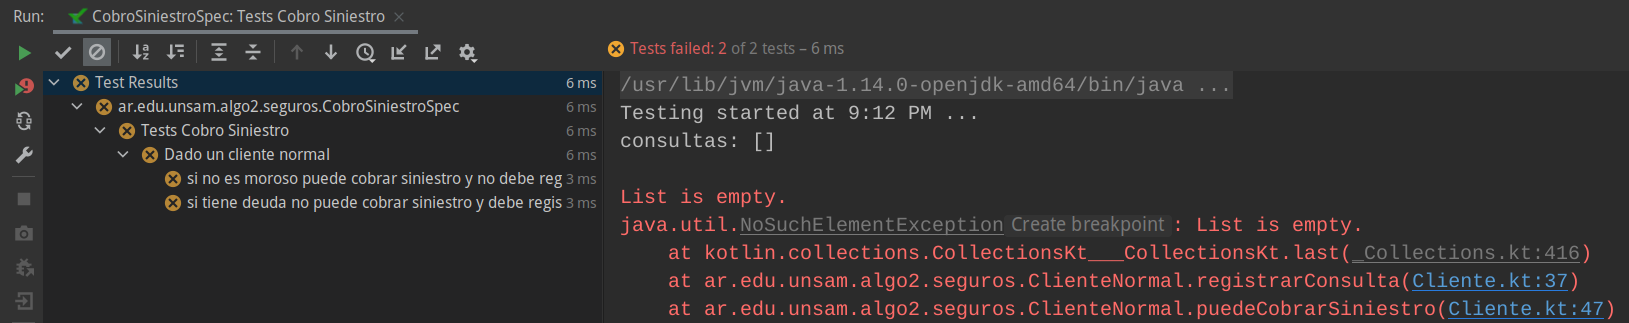 Run: CobroSiniestroSpec: Tests Cobro Siniestro
Tests failed: 2 of 2 tests – 6 ms
Test Results 6 ms
ar.edu.unsam.algo2.seguros.CobroSiniestroSpec 6 ms
Tests Cobro Siniestro 6 ms
Dado un cliente normal 6 ms
si no es moroso puede cobrar siniestro y no debe reg 3 ms
si tiene deuda no puede cobrar siniestro y debe regis 3 ms
/usr/lib/jvm/java-1.14.0-openjdk-amd64/bin/java ...
Testing started at 9:12 PM ...
consultas: []
List is empty.
java.util.NoSuchElementException Create breakpoint : List is empty.
at kotlin.collections.CollectionsKt___CollectionsKt.last(_Collections.kt:416)
at ar.edu.unsam.algo2.seguros.ClienteNormal.registrarConsulta(Cliente.kt:37)
at ar.edu.unsam.algo2.seguros.ClienteNormal.puedeCobrarSiniestro(Cliente.kt:47)